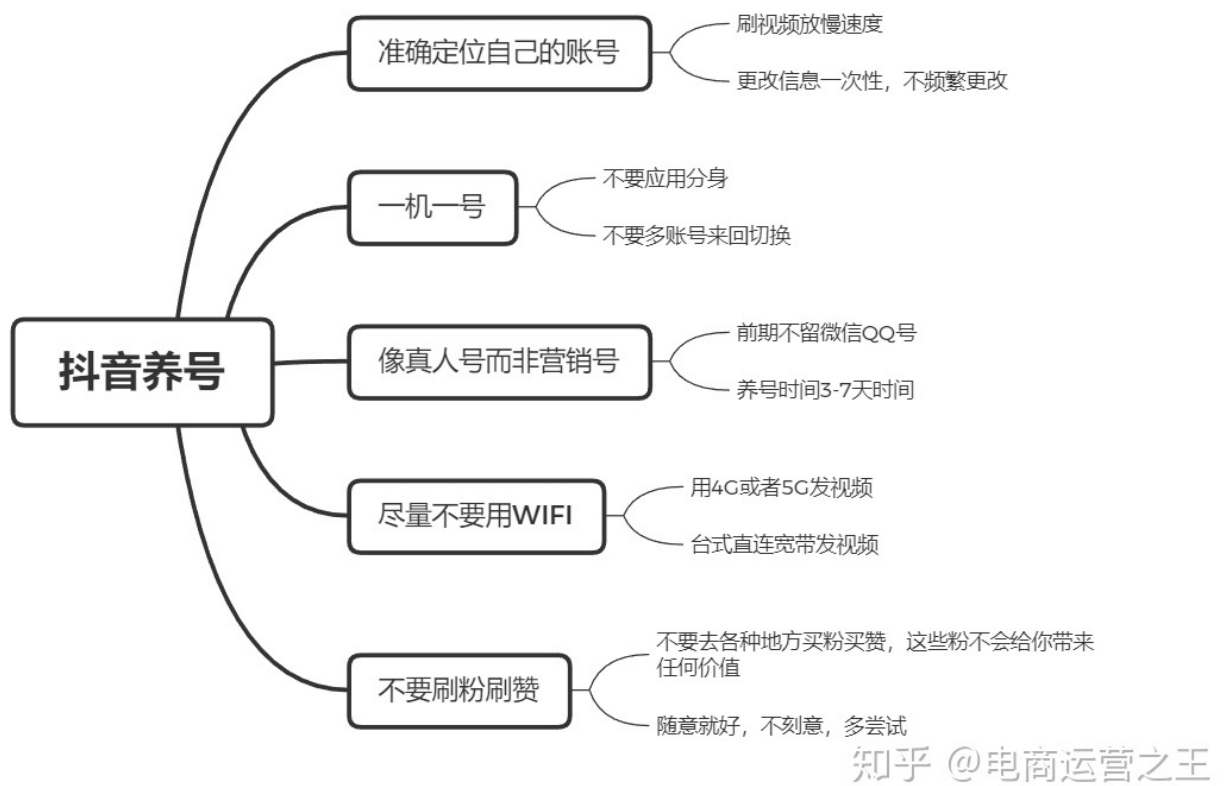 抖音养号
准确定位自己的账号
刷视频放慢速度
更改信息一次性，不频繁更改
一机一号
不要应用分身
不要多账号来回切换
像真人号而非营销号
前期不留微信QQ号
养号时间3-7天时间
尽量不要用WIFI
用4G或者5G发视频
台式直连宽带发视频
不要刷粉刷赞
不要去各种地方买粉买赞，这些粉不会给你带来
任何价值
随意就好，不刻意，多尝试
知乎 @电商运营之王